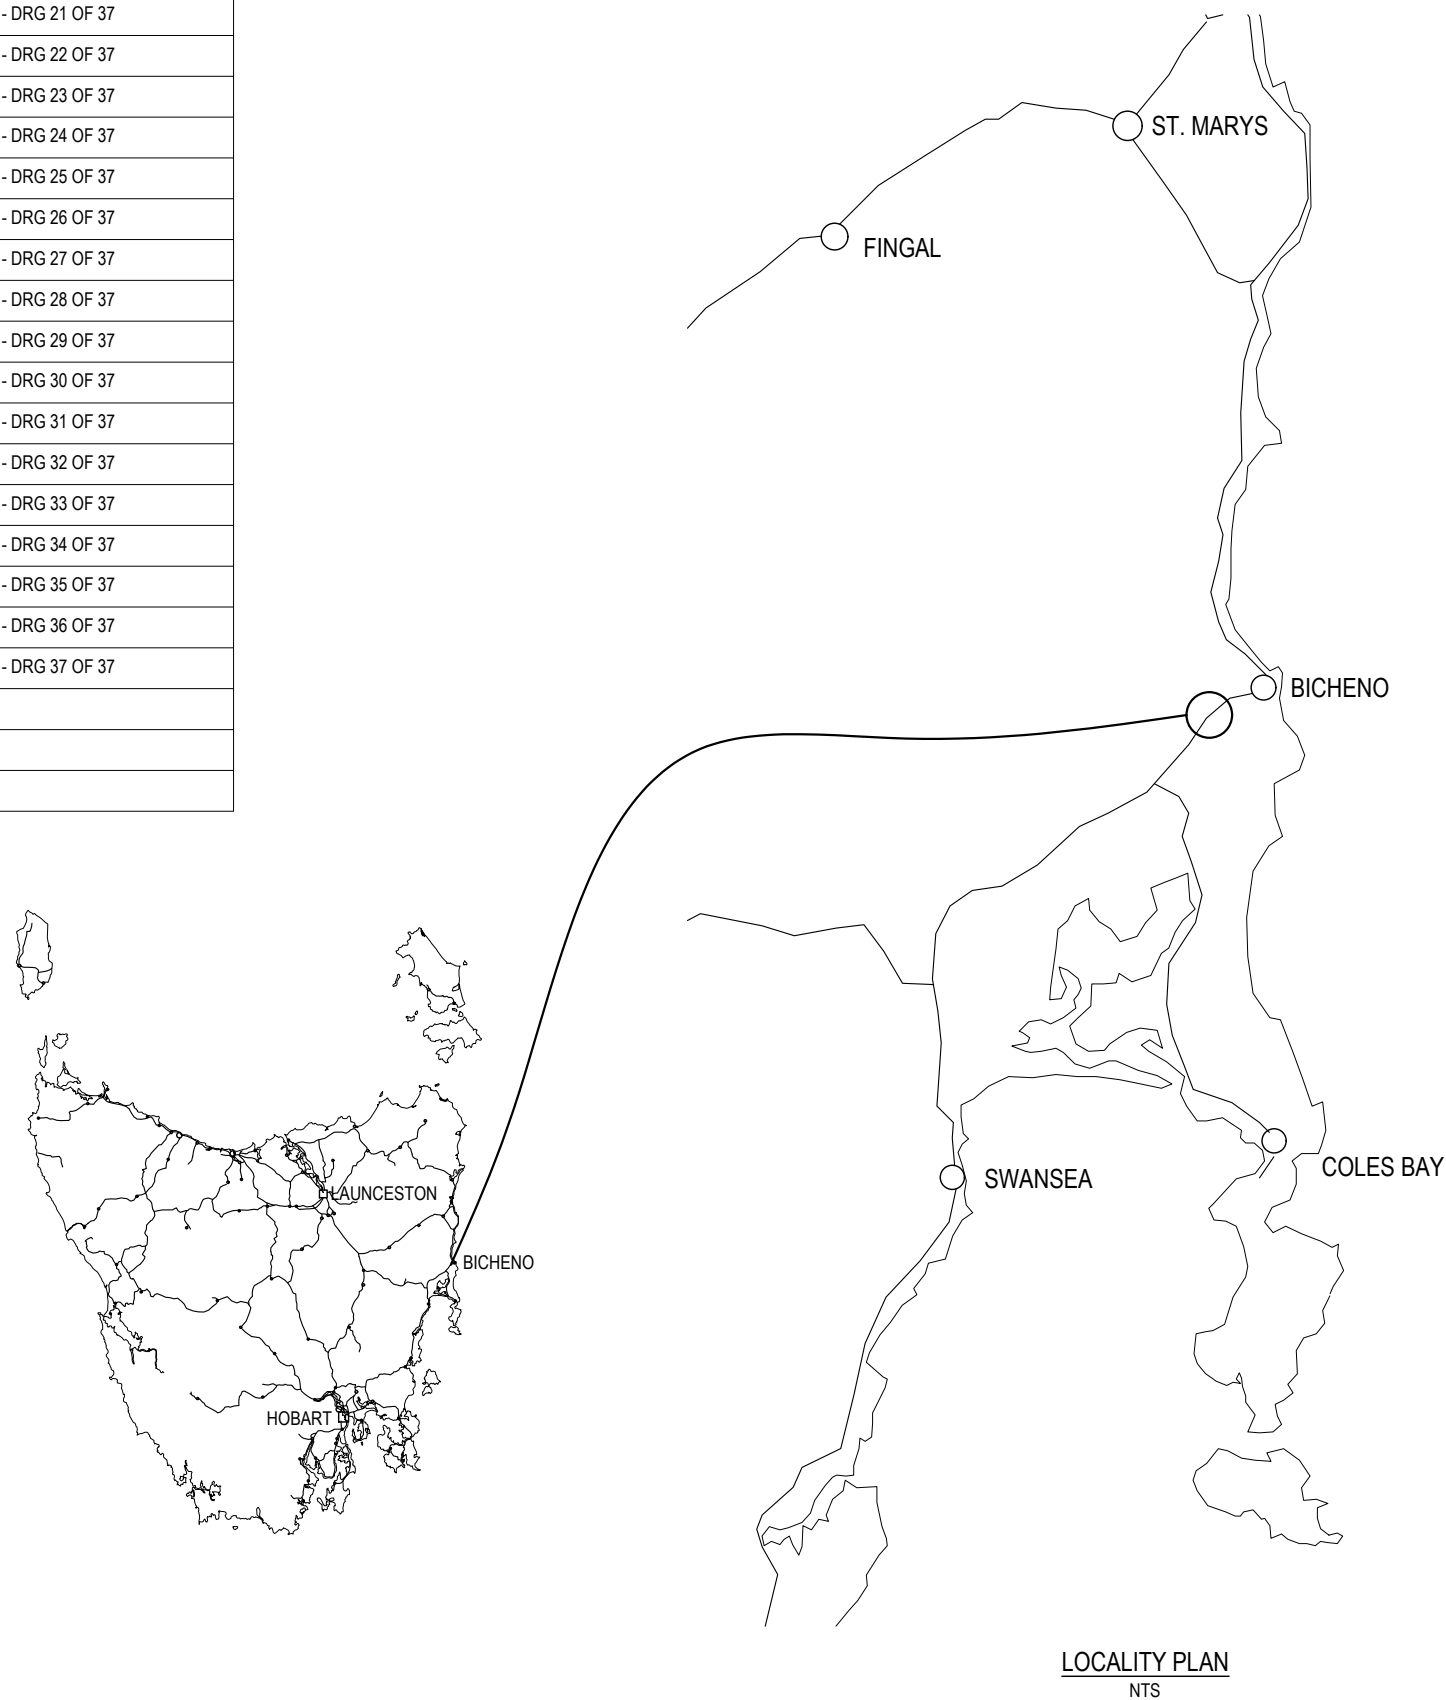 - DRG 21 OF 37
- DRG 22 OF 37
- DRG 23 OF 37
- DRG 24 OF 37
- DRG 25 OF 37
- DRG 26 OF 37
- DRG 27 OF 37
- DRG 28 OF 37
- DRG 29 OF 37
- DRG 30 OF 37
- DRG 31 OF 37
- DRG 32 OF 37
- DRG 33 OF 37
- DRG 34 OF 37
- DRG 35 OF 37
- DRG 36 OF 37
- DRG 37 OF 37
ST. MARYS
FINGAL
BICHENO
SWANSEA
COLES BAY
LAUNCESTON
BICHENO
HOBART
LOCALITY PLAN
NTS